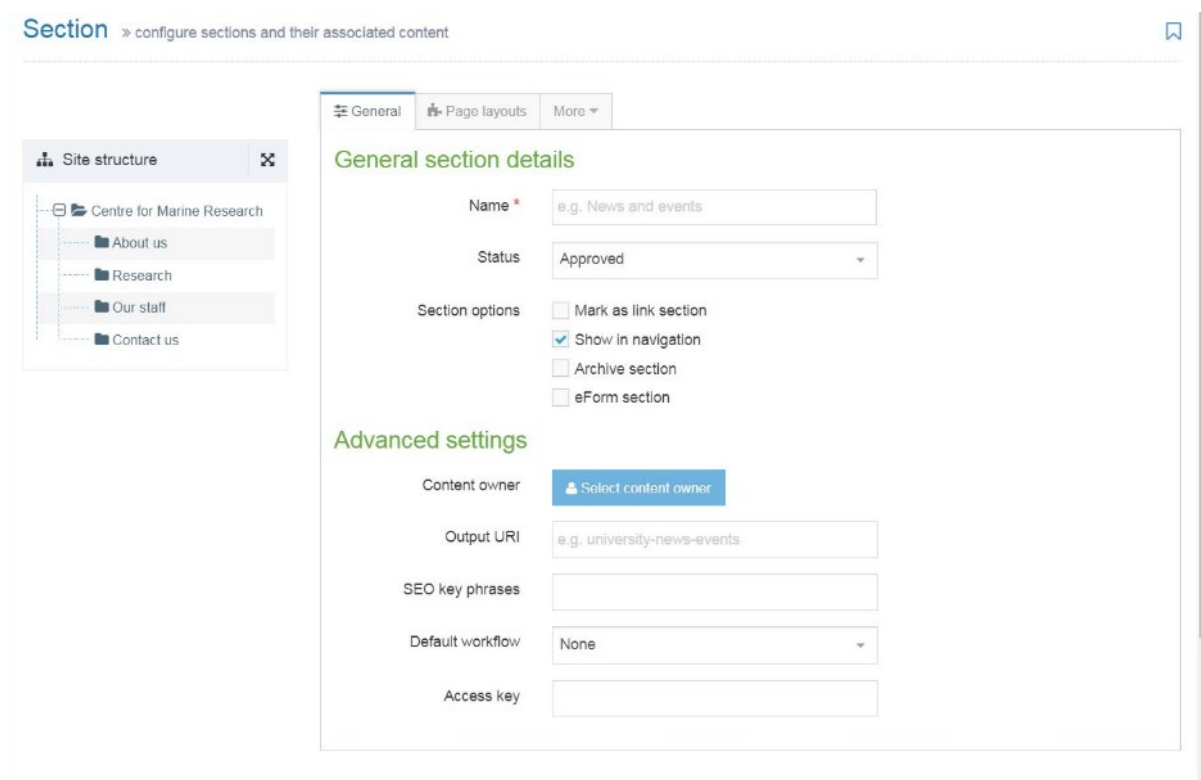 Section » configure sections and their associated content
General Page layouts More
Site structure
Centre for Marine Research
About us
Research
Our staff
Contact us
General section details
Name * e.g. News and events
Status Approved
Section options Mark as link section
Show in navigation
Archive section
eForm section
Advanced settings
Content owner Select content owner
Output URI e.g. university-news-events
SEO key phrases
Default workflow None
Access key